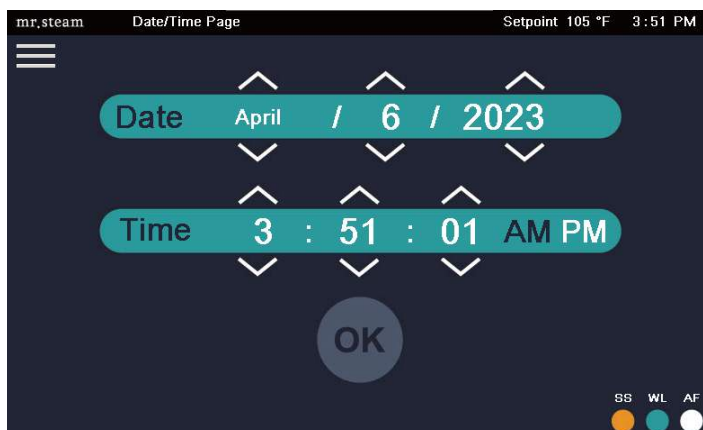 mr.steam Date/Time Page Setpoint 105 °F 3:51 PM
Date April / 6 / 2023
Time 3 : 51 : 01 AM PM
OK
SS WL AF